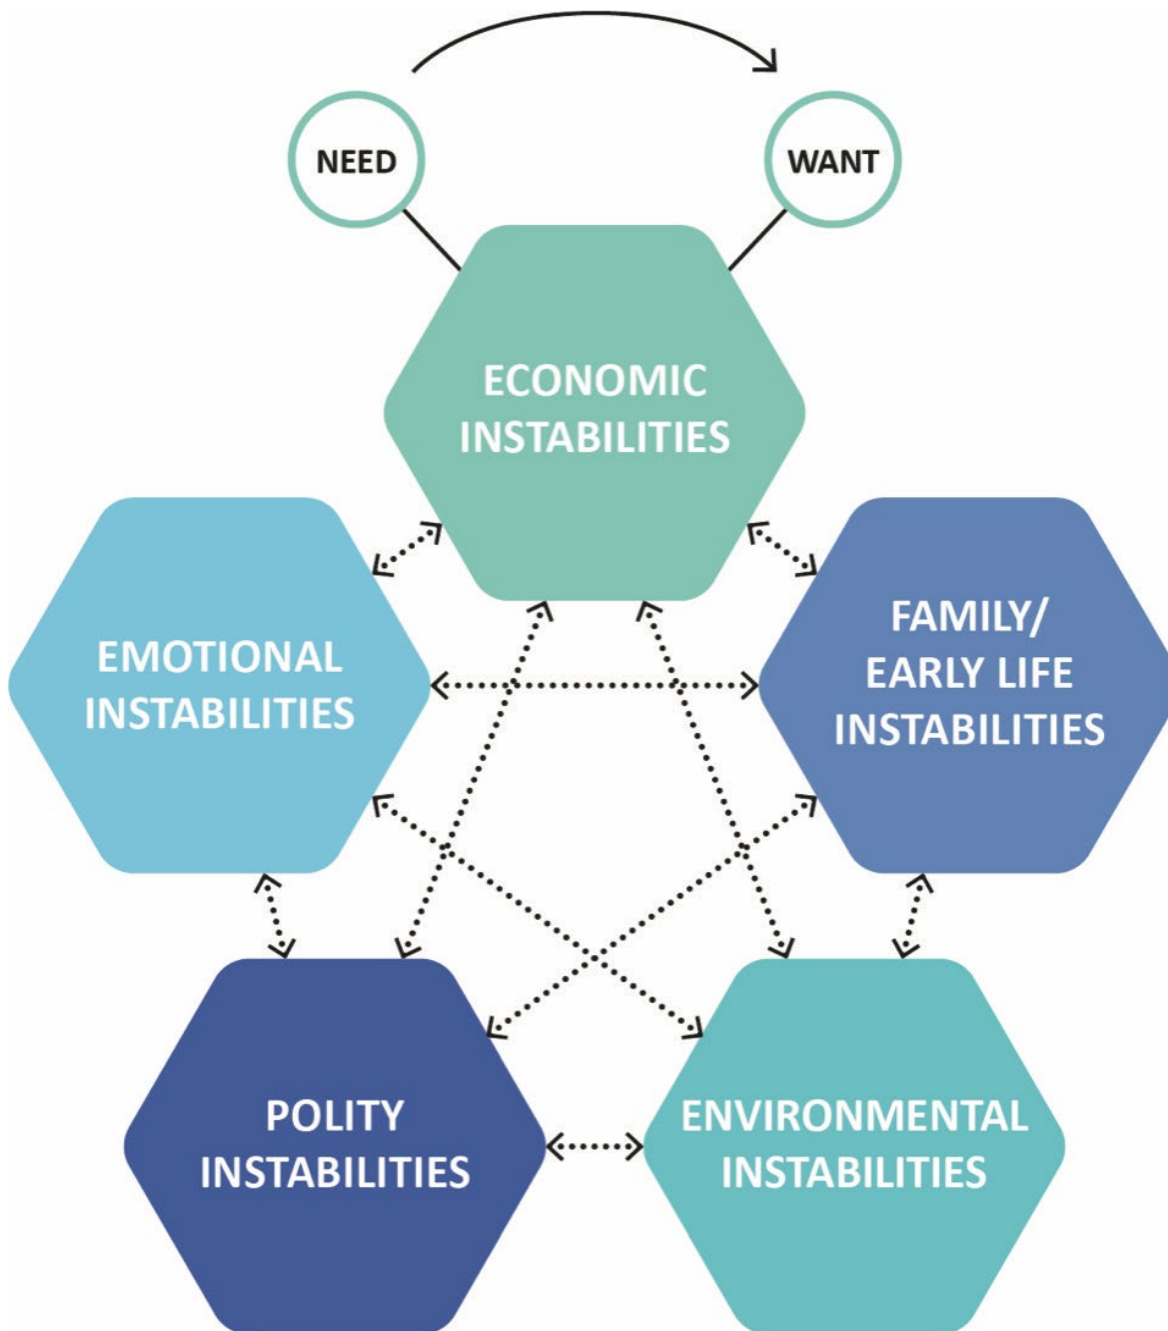 NEED
WANT
ECONOMIC
INSTABILITIES
EMOTIONAL
INSTABILITIES
FAMILY/
EARLY LIFE
INSTABILITIES
POLITY
INSTABILITIES
ENVIRONMENTAL
INSTABILITIES